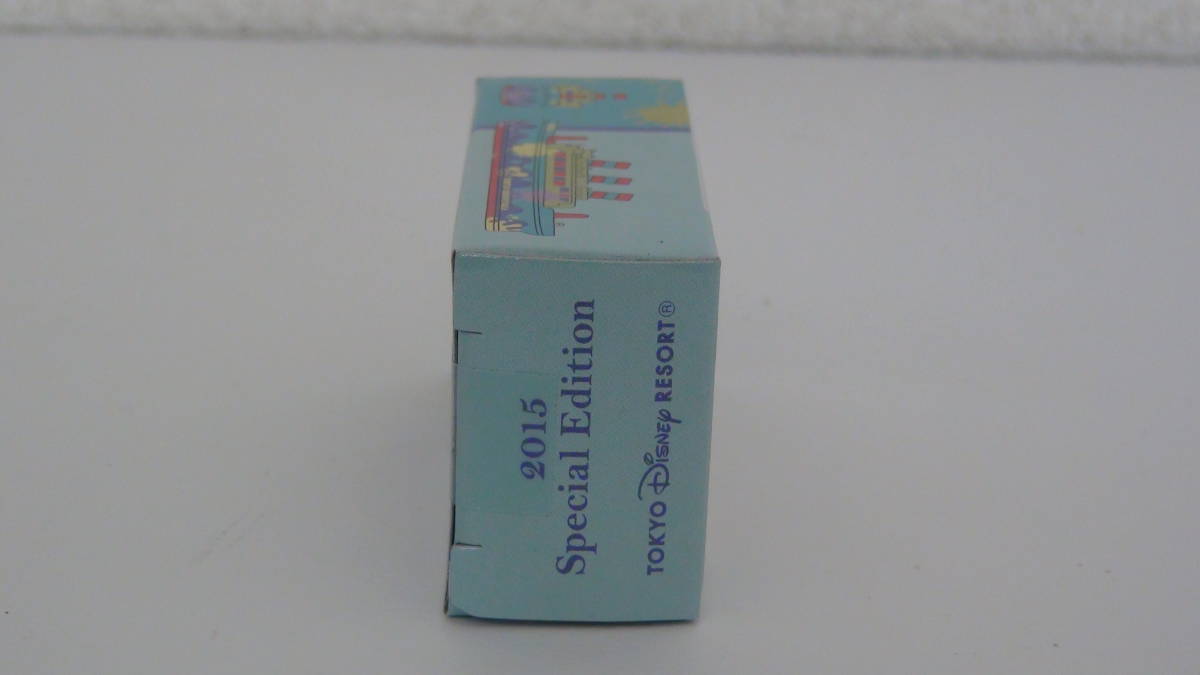 2015
Special Edition
TOKYO Disney RESORT®